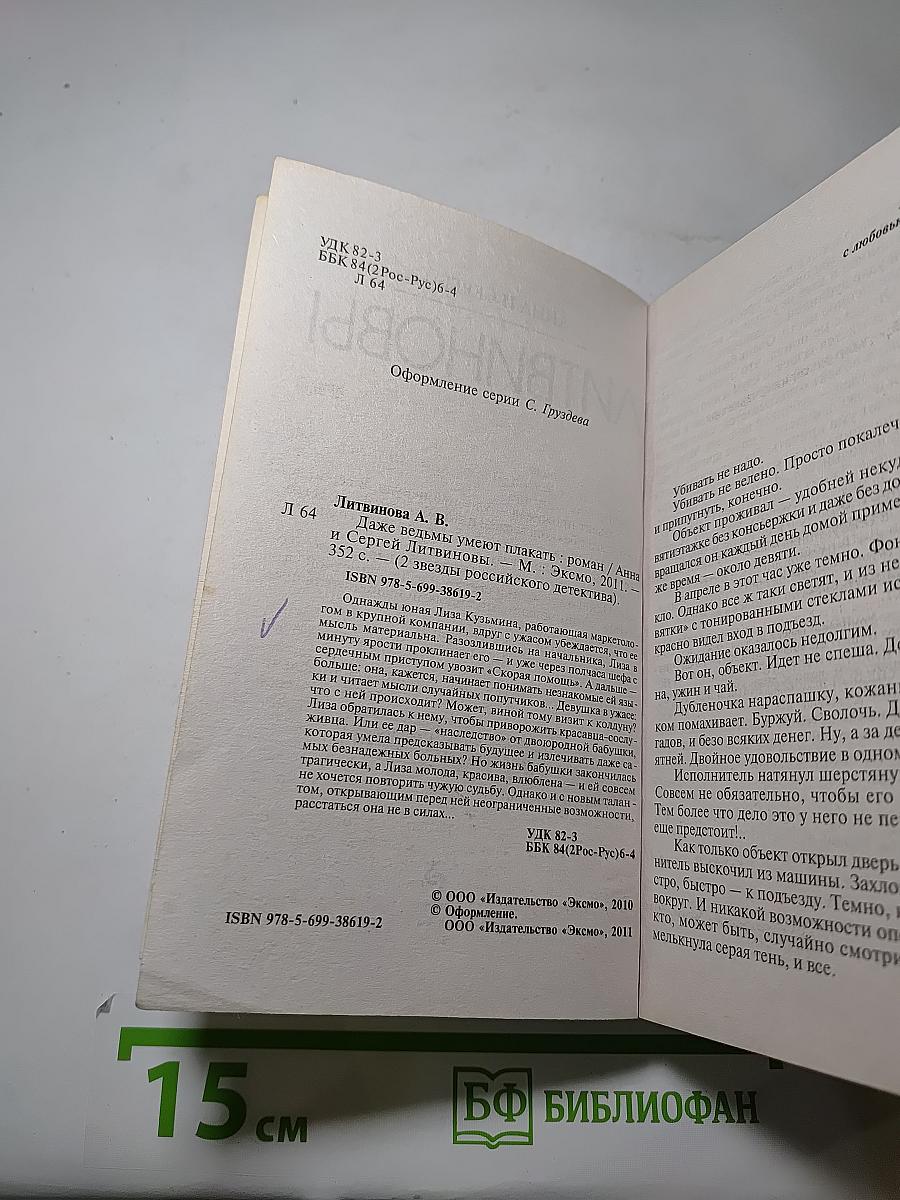 УДК 82-3
ББК 84(2Рос-Рус)6-4
Л 64
ЛИТВИНОВЫ
Оформление серии С. Груздева
Литвинова А. В.
Л 64
Даже ведьмы умеют плакать : роман / Анна
и Сергей Литвиновы. — М. : Эксмо, 2011. —
352 с. — (2 звезды российского детектива).
ISBN 978-5-699-38619-2
Однажды юная Лиза Кузьмина, работающая маркетоло-
гом в крупной компании, вдруг с ужасом убеждается, что ее
мысль материальна. Разозлившись на начальника, Лиза в
минуту ярости проклинает его — и уже через полчаса шефа с
сердечным приступом увозит «Скорая помощь». А дальше —
больше: она, кажется, начинает понимать незнакомые ей язы-
ки и читает мысли случайных попутчиков... Девушка в ужасе:
что с ней происходит? Может, виной тому визит к колдуну?
Лиза обратилась к нему, чтобы приворожить красавца-сослу-
живца. Или ее дар — «наследство» от двоюродной бабушки,
которая умела предсказывать будущее и излечивать даже са-
мых безнадежных больных? Но жизнь бабушки закончилась
трагически, а Лиза молода, красива, влюблена — и ей совсем
не хочется повторить чужую судьбу. Однако и с новым талан-
том, открывающим перед ней неограниченные возможности,
расстаться она не в силах...
УДК 82-3
ББК 84(2Рос-Рус)6-4
© ООО «Издательство «Эксмо», 2010
© Оформление.
ООО «Издательство «Эксмо», 2011
ISBN 978-5-699-38619-2
с любовью
Убивать не надо.
Убивать не велено. Просто покалеч
и припугнуть, конечно.
Объект проживал — удобней некуд
вятиэтажке без консьержки и даже без до
вращался он каждый день домой приме
же время — около девяти.
В апреле в этот час уже темно. Фон
кло. Однако все ж таки светят, и из не
вятки» с тонированными стеклами ис
красно видел вход в подъезд.
Ожидание оказалось недолгим.
Вот он, объект. Идет не спеша. До
на, ужин и чай.
Дубленочка нараспашку, кожан
ком помахивает. Буржуй. Сволочь. Д
гадов, и безо всяких денег. Ну, а за де
ятней. Двойное удовольствие в одном
Исполнитель натянул шерстяну
Совсем не обязательно, чтобы его
Тем более что дело это у него не пе
еще предстоит!..
Как только объект открыл дверь
нитель выскочил из машины. Захло
стро, быстро — к подъезду. Темно,
вокруг. И никакой возможности оп
кто, может быть, случайно смотри
мелькнула серая тень, и все.
15 см
БФ БИБЛИОФАН